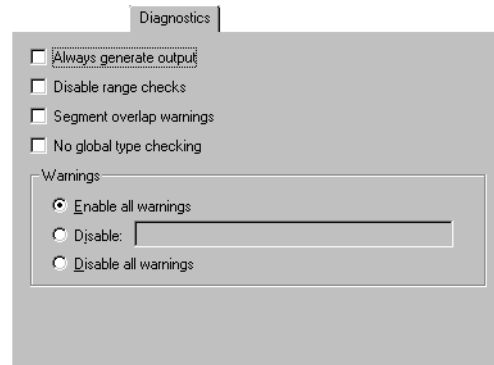 Diagnostics
Always generate output
Disable range checks
Segment overlap warnings
No global type checking
Warnings
Enable all warnings
Disable:
Disable all warnings